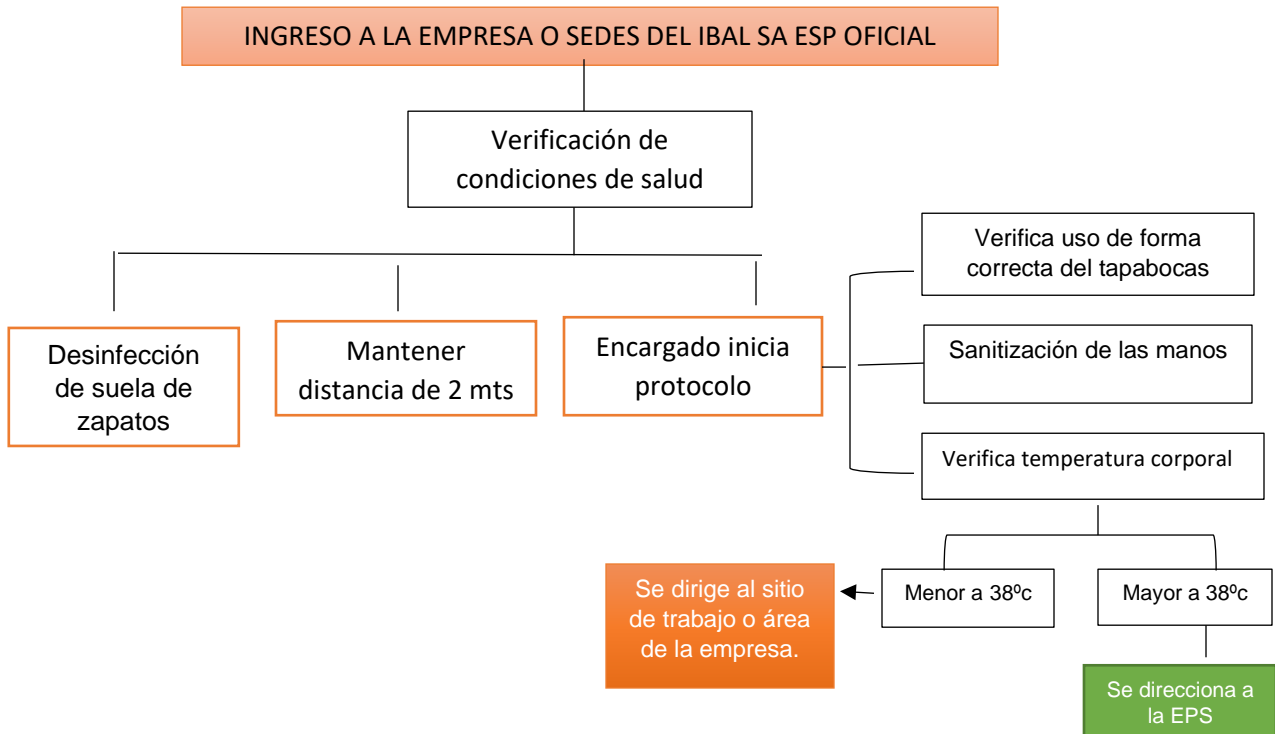 INGRESO A LA EMPRESA O SEDES DEL IBAL SA ESP OFICIAL
Verificación de
condiciones de salud
Desinfección
de suela de
zapatos
Mantener
distancia de 2 mts
Encargado inicia
protocolo
Verifica uso de forma
correcta del tapabocas
Sanitización de las manos
Verifica temperatura corporal
Menor a 38ºc
Mayor a 38ºc
Se dirige al sitio
de trabajo o área
de la empresa.
Se direcciona a
la EPS